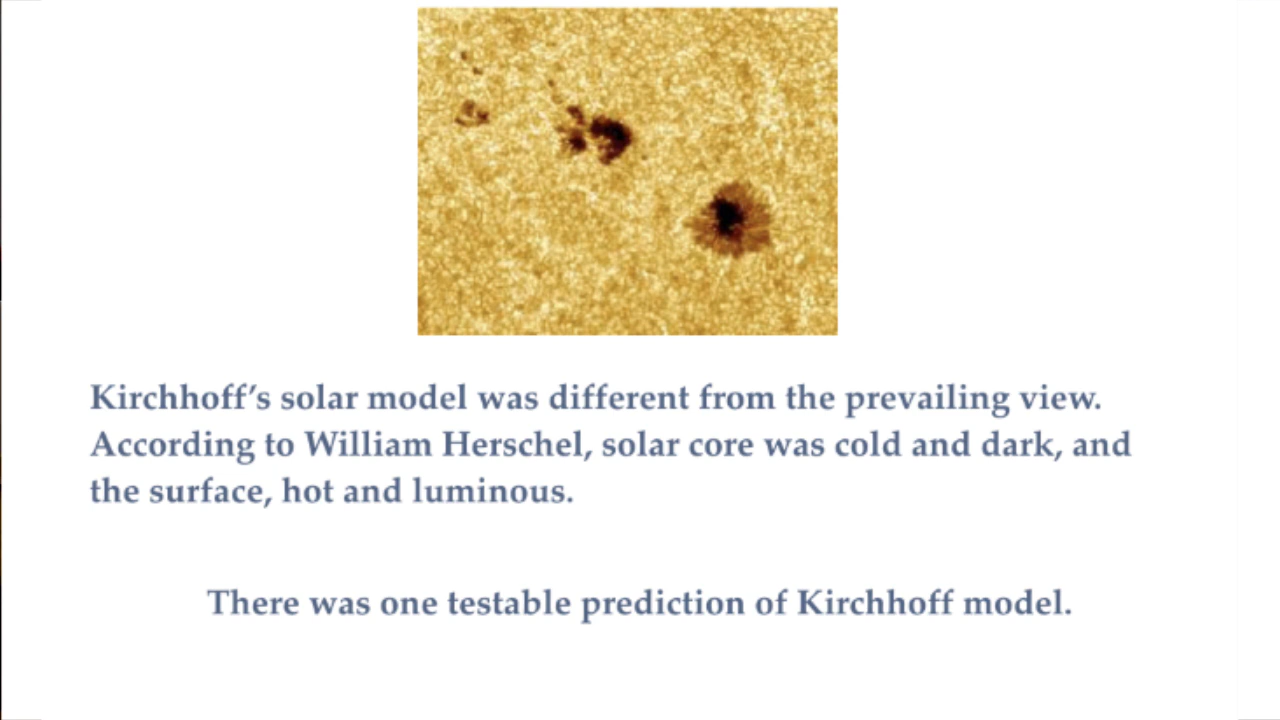 Kirchhoff’s solar model was different from the prevailing view.
According to William Herschel, solar core was cold and dark, and
the surface, hot and luminous.
There was one testable prediction of Kirchhoff model.